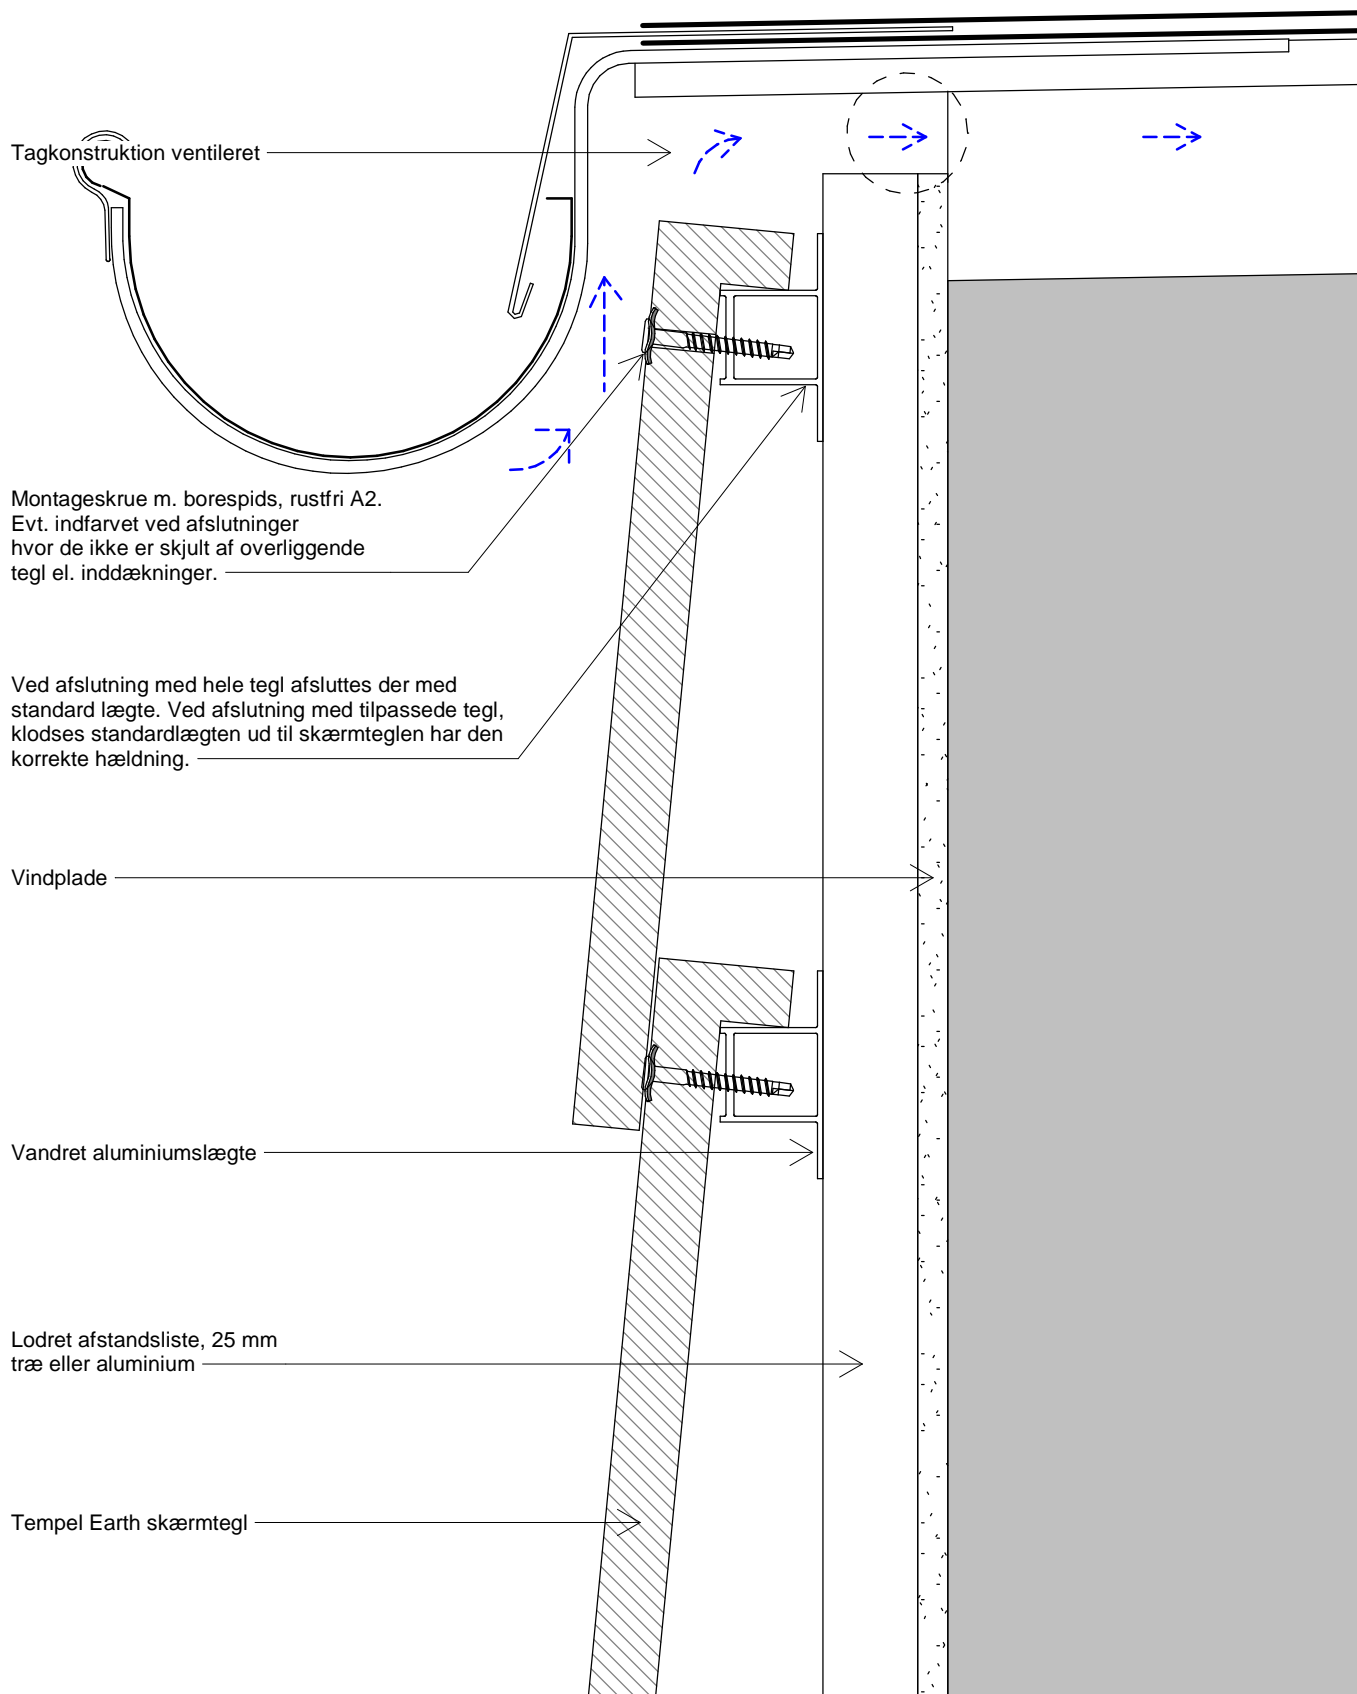 Tagkonstruktion ventileret
Montageskrue m. borespids, rustfri A2.
Evt. indfarvet ved afslutninger
hvor de ikke er skjult af overliggende
tegl el. inddækninger.
Ved afslutning med hele tegl afsluttes der med
standard lægte. Ved afslutning med tilpassede tegl,
klodses standardlægten ud til skærmteglen har den
korrekte hældning.
Vindplade
Vandret aluminiumslægte
Lodret afstandsliste, 25 mm
træ eller aluminium
Tempel Earth skærmtegl